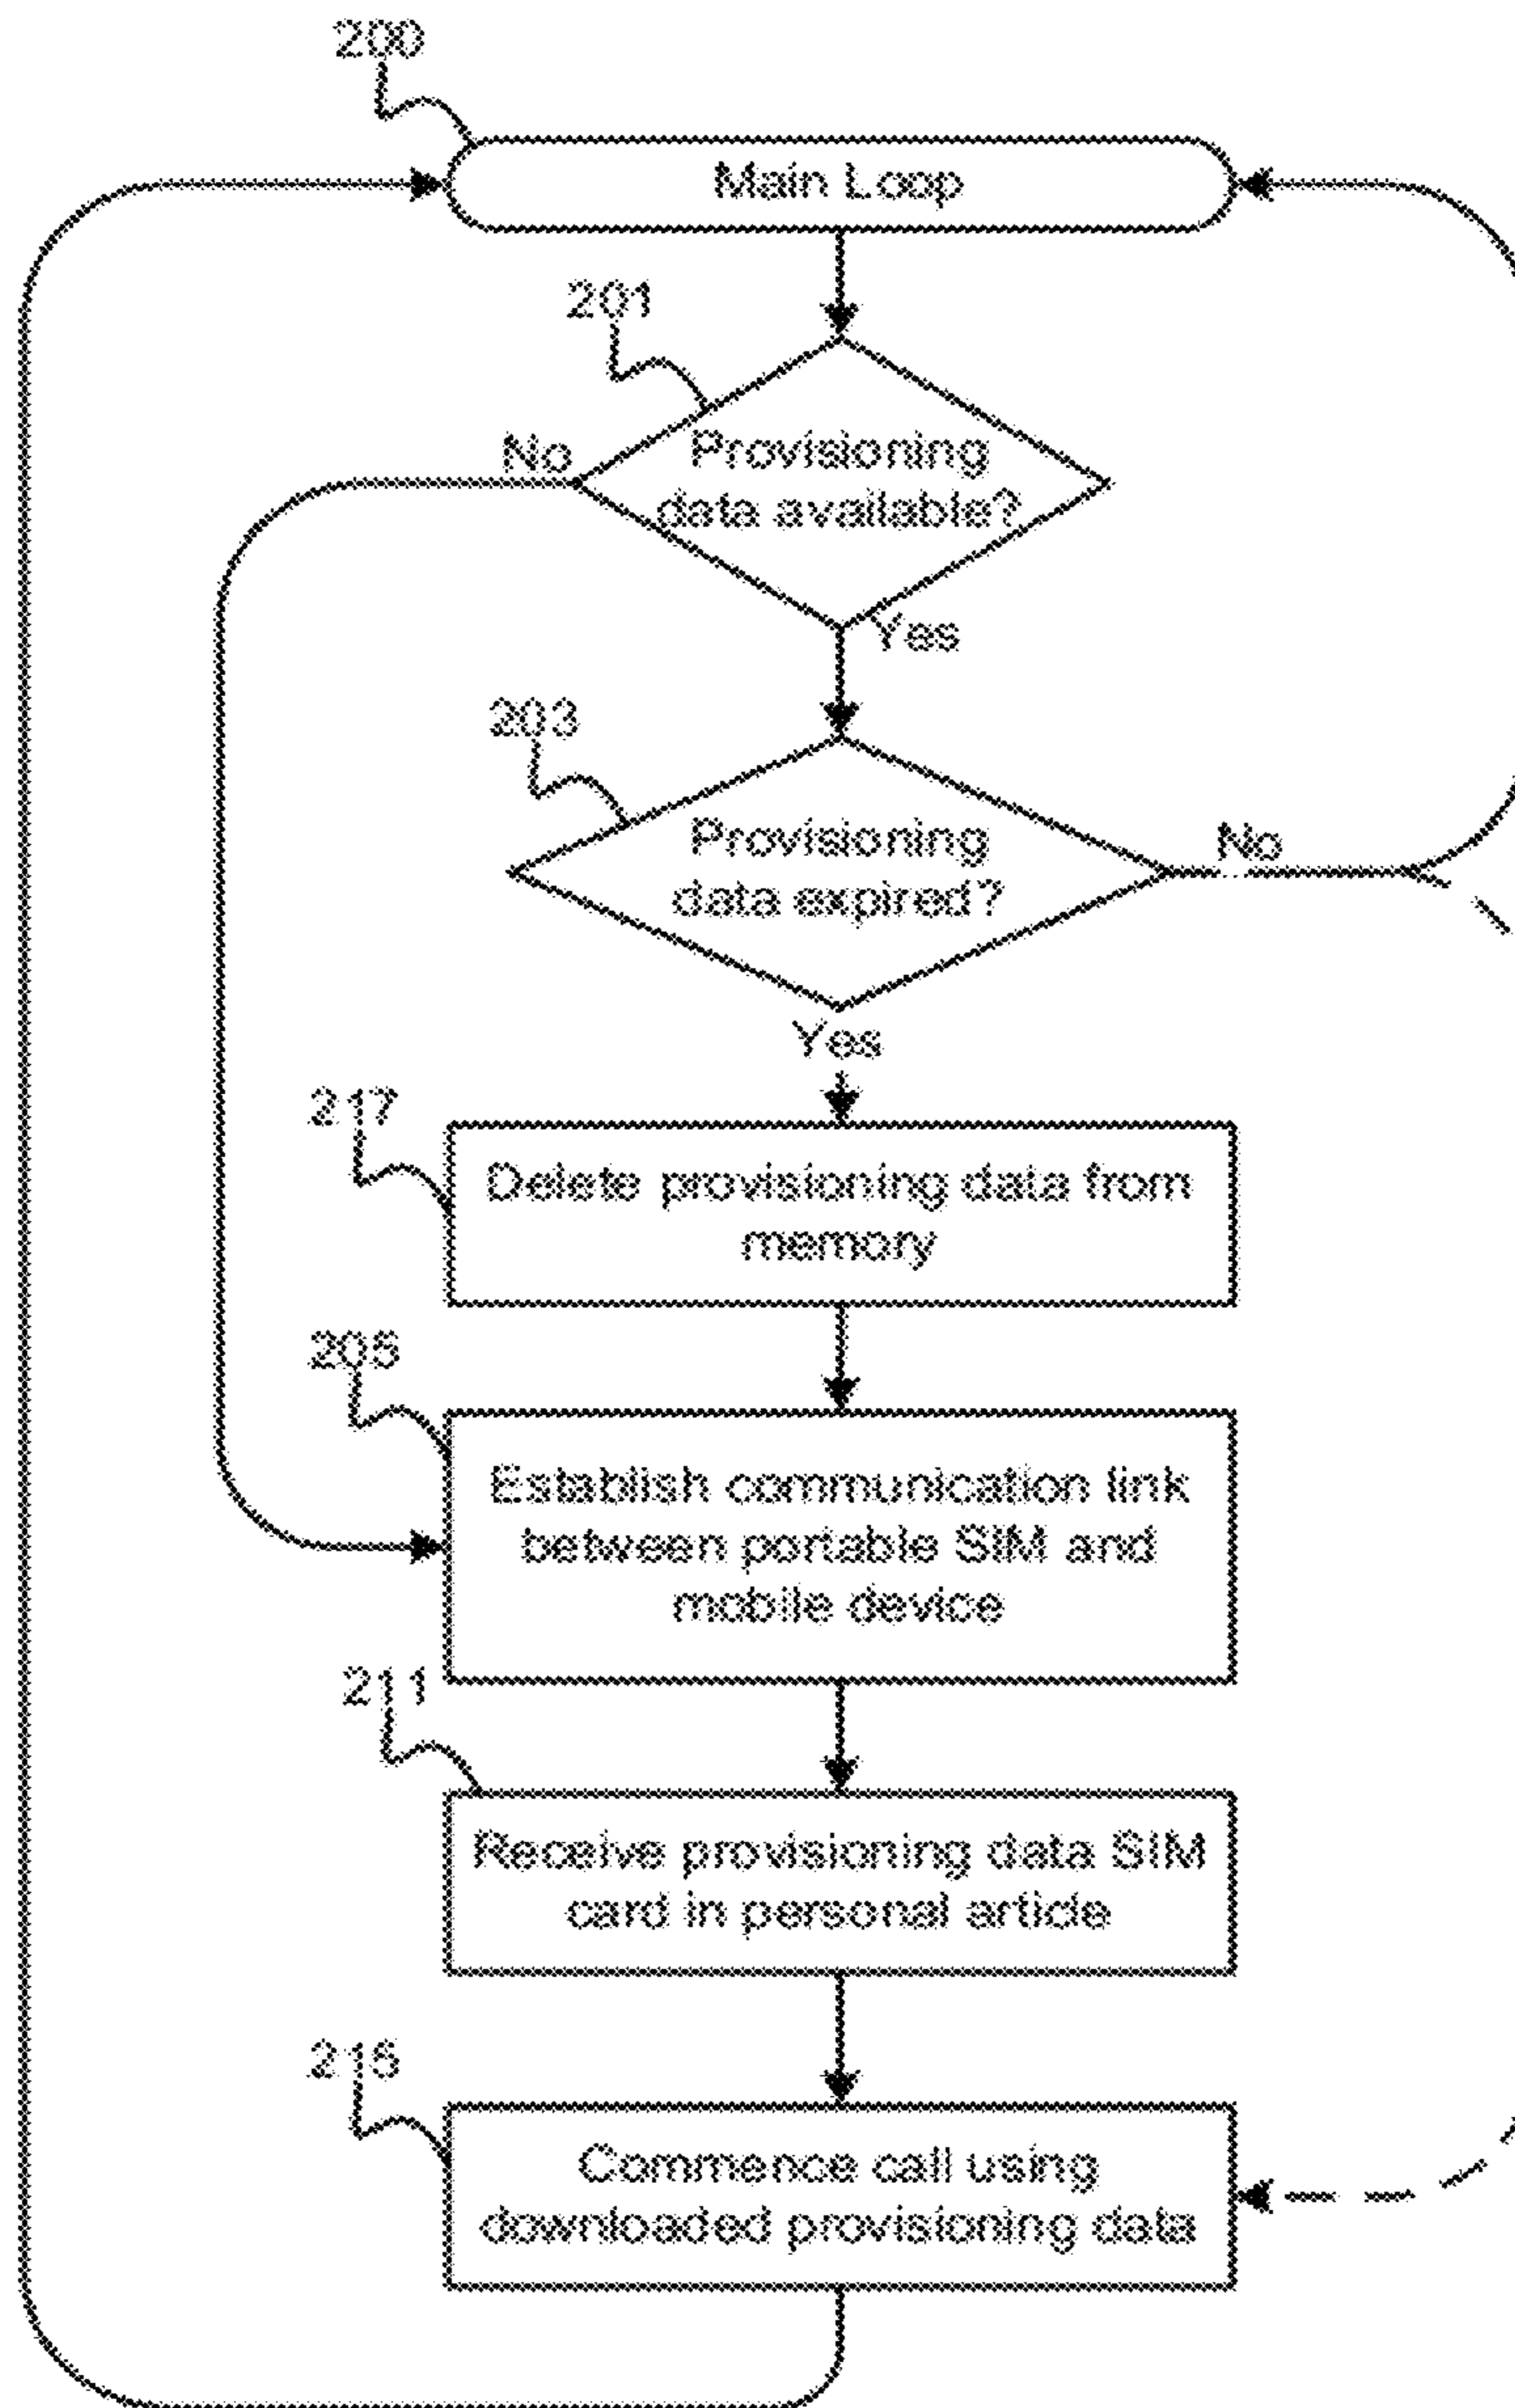 200
Main Loop
201
No
Provisioning
data available?
Yes
203
Provisioning
data expired?
No
Yes
217
Delete provisioning data from
memory
205
Establish communication link
between portable SIM and
mobile device
211
Receive provisioning data SIM
card in personal article
215
Commence call using
downloaded provisioning data